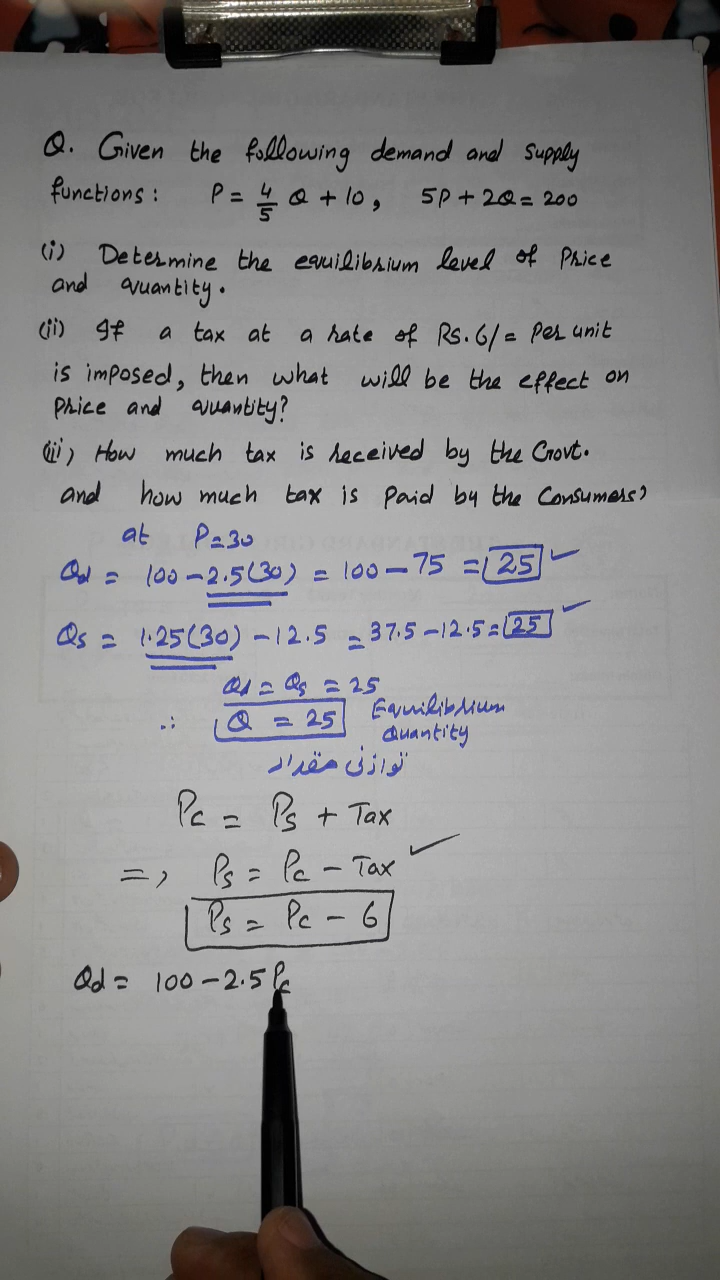 Q. Given the following demand and supply
functions : P = 4/5 Q + 10, 5P + 2Q = 200
(i) Determine the equilibrium level of Price
and quantity.
(ii) If a tax at a rate of RS. 6/= Per unit
is imposed, then what will be the effect on
Price and quantity?
(iii) How much tax is received by the Govt.
and how much tax is paid by the Consumers?
at P=30
Qd = 100 - 2.5(30) = 100 - 75 = 25 ✓
Qs = 1.25(30) - 12.5 = 37.5 - 12.5 = 25 ✓
Qd = Qs = 25
∴ Q = 25 Equilibrium Quantity
توازنی مقدار
Pc = Ps + Tax
=> Ps = Pc - Tax ✓
Ps = Pc - 6
Qd = 100 - 2.5 Pc